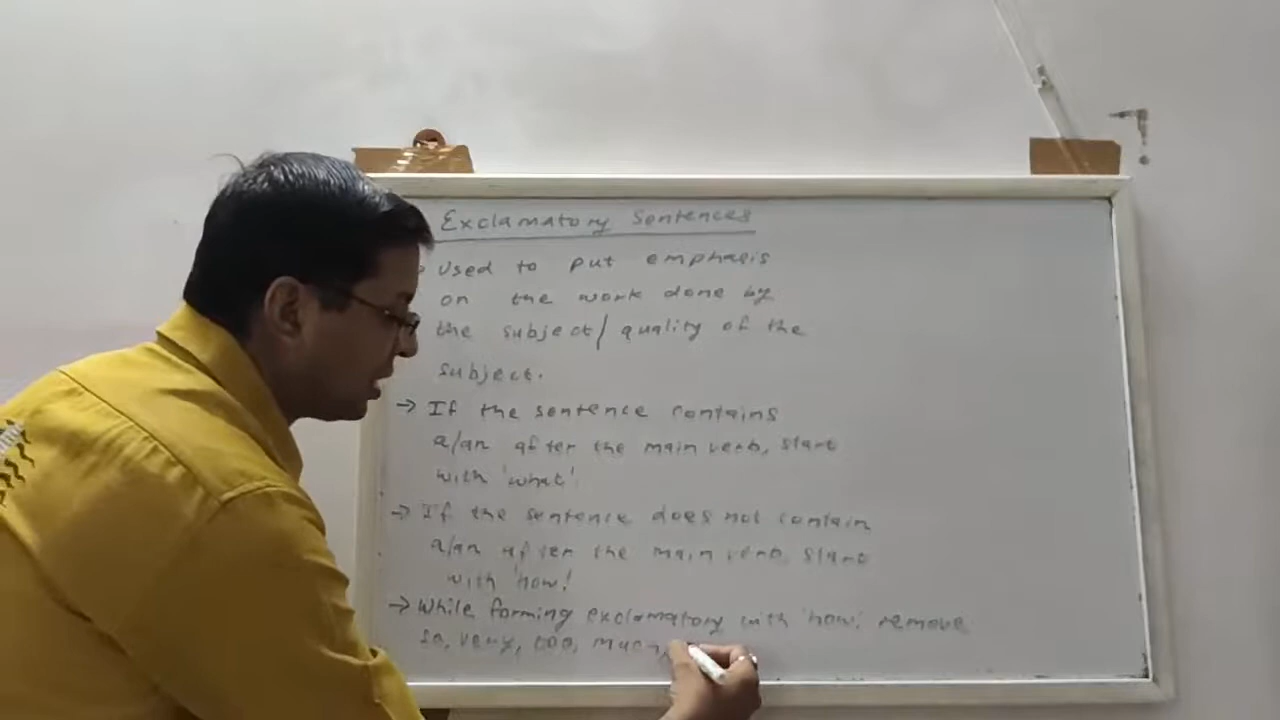 Exclamatory Sentences
Used to put emphasis
on the work done by
the subject/quality of the
subject.
→ If the sentence contains
a/an after the main verb, start
with 'what'.
→ If the sentence does not contain
a/an after the main verb, start
with 'how'.
→ While forming exclamatory with 'how', remove
so, very, too, much,